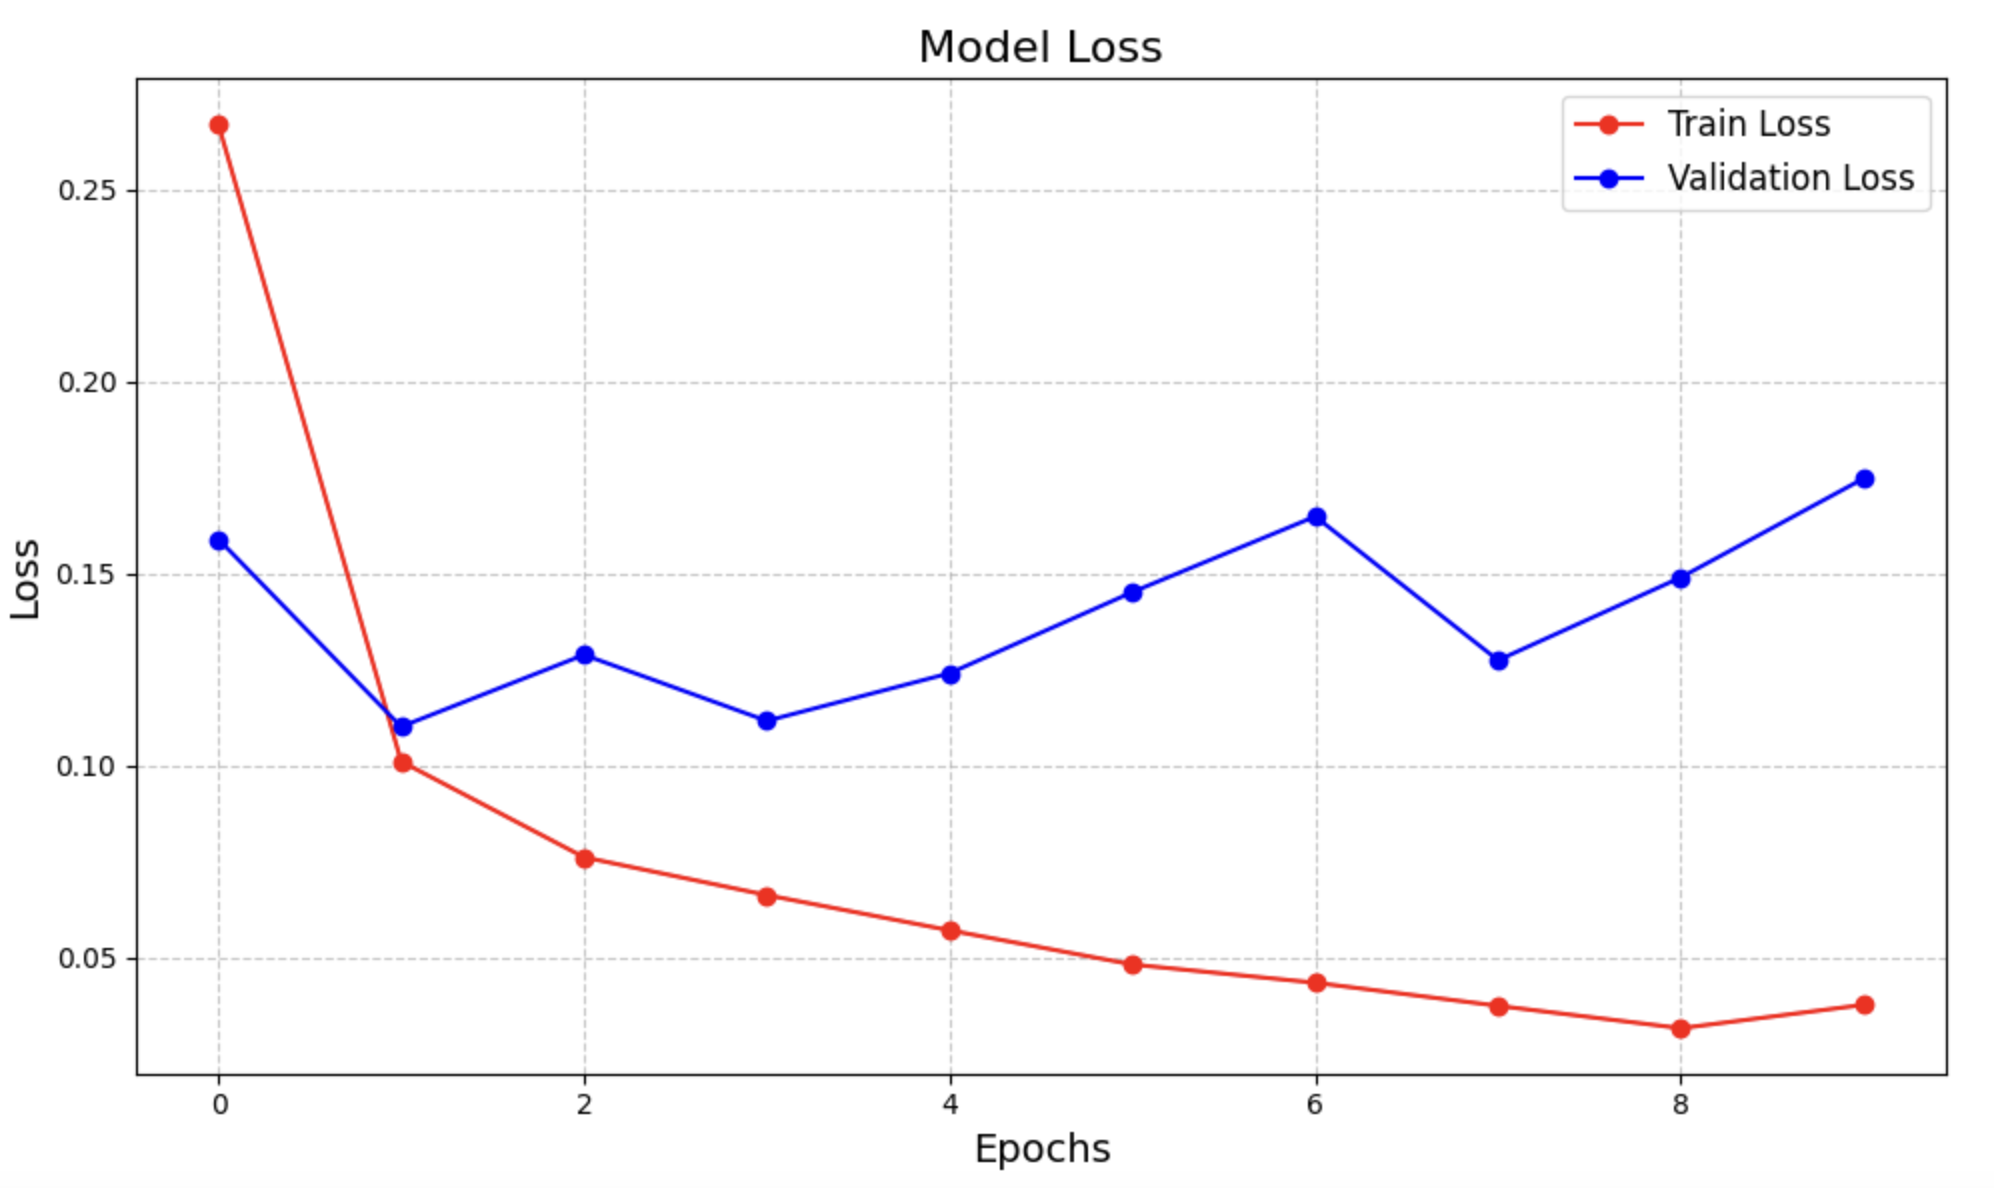 Model Loss
Train Loss
Validation Loss
0.25
0.20
0.15
0.10
0.05
Loss
0 2 4 6 8
Epochs